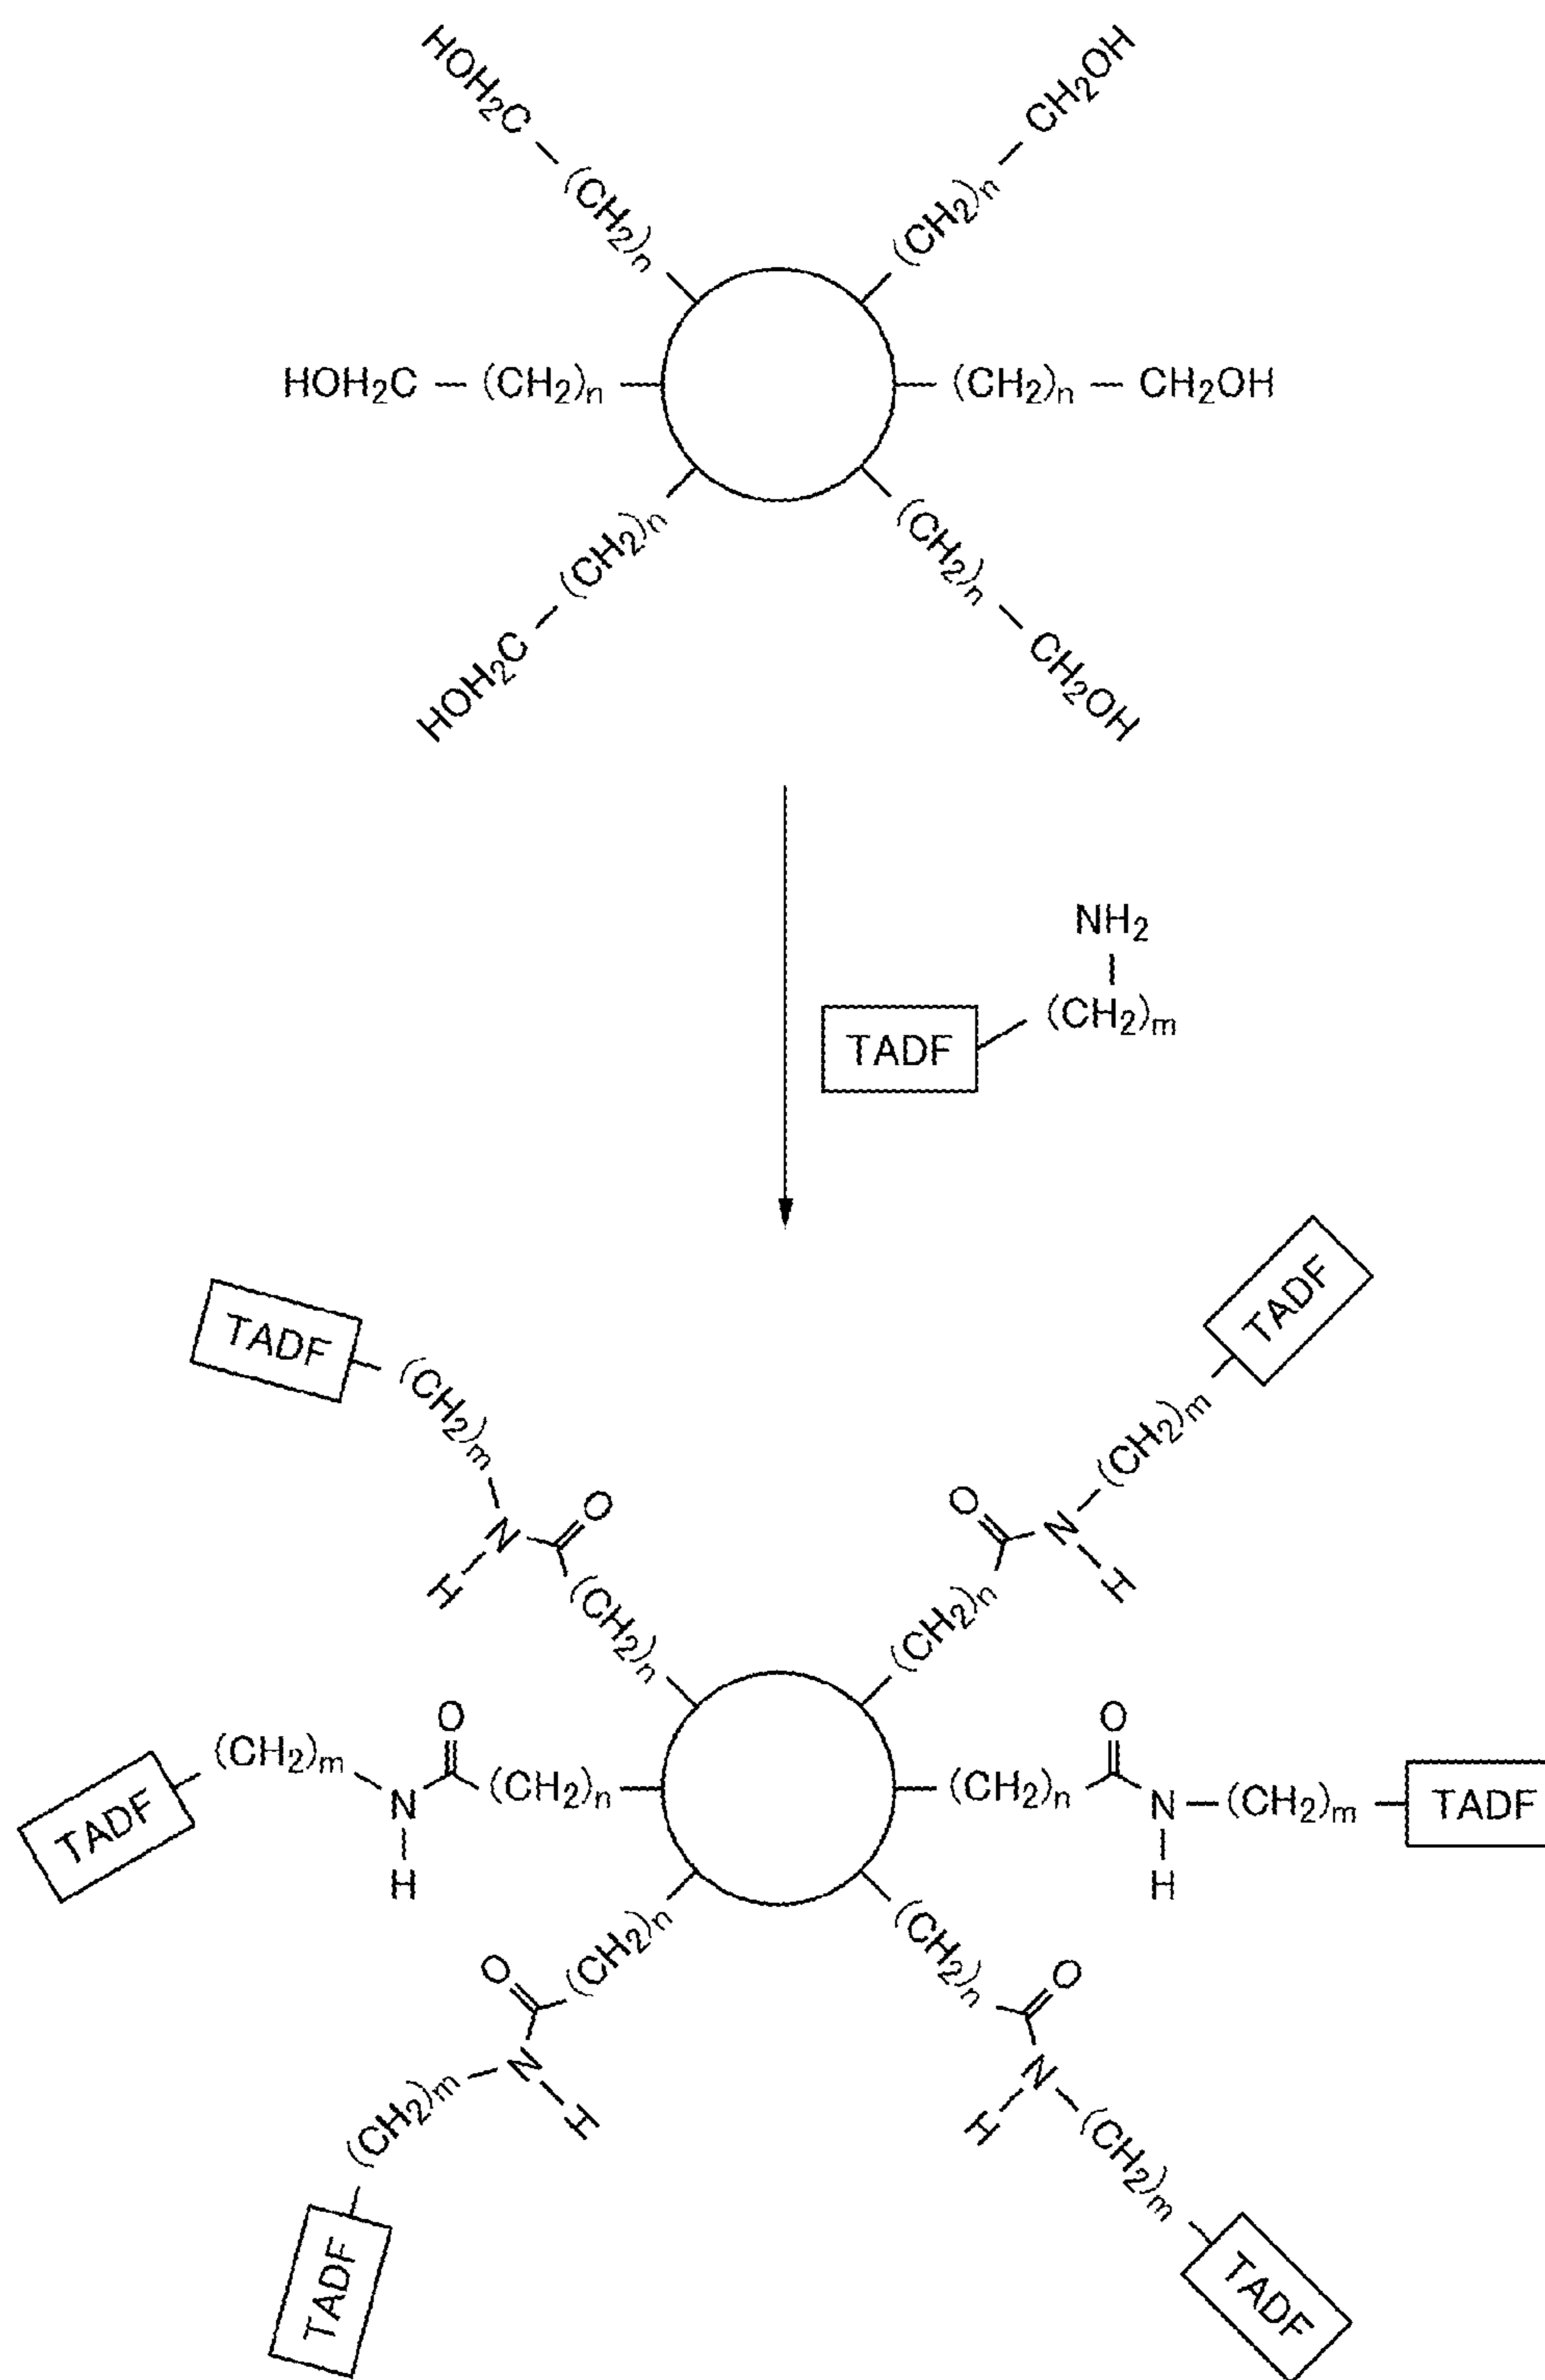 HOH2C
CH2OH
(CH2)n
(CH2)n
HOH2C
(CH2)n
(CH2)n
CH2OH
(CH2)n
(CH2)n
HOH2C
CH2OH
NH2
(CH2)m
TADF
TADF
TADF
(CH2)m
(CH2)m
O
O
N
N
H
H
(CH2)n
(CH2)n
O
O
(CH2)m
(CH2)n
(CH2)n
TADF
N
N
(CH2)m
TADF
H
H
(CH2)n
(CH2)n
O
O
N
N
(CH2)m
H
H
(CH2)m
TADF
TADF